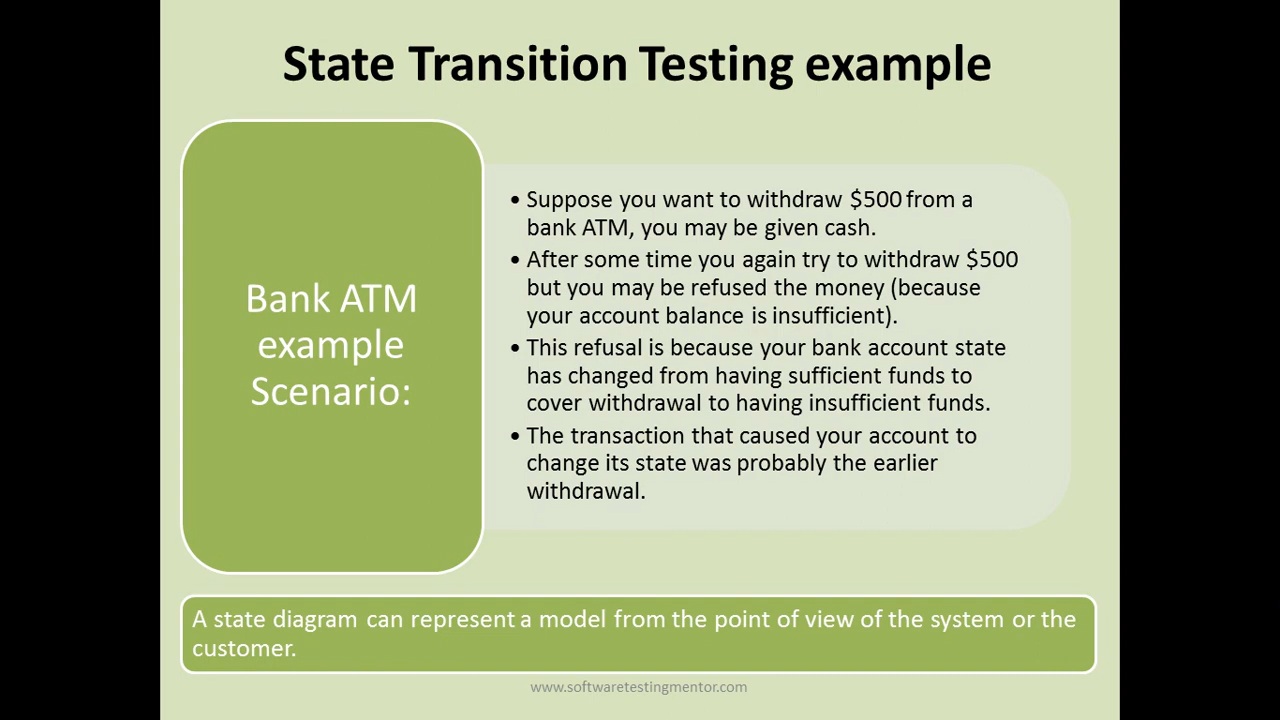 State Transition Testing example
Bank ATM
example
Scenario:
• Suppose you want to withdraw $500 from a
bank ATM, you may be given cash.
• After some time you again try to withdraw $500
but you may be refused the money (because
your account balance is insufficient).
• This refusal is because your bank account state
has changed from having sufficient funds to
cover withdrawal to having insufficient funds.
• The transaction that caused your account to
change its state was probably the earlier
withdrawal.
A state diagram can represent a model from the point of view of the system or the
customer.
www.softwaretestingmentor.com